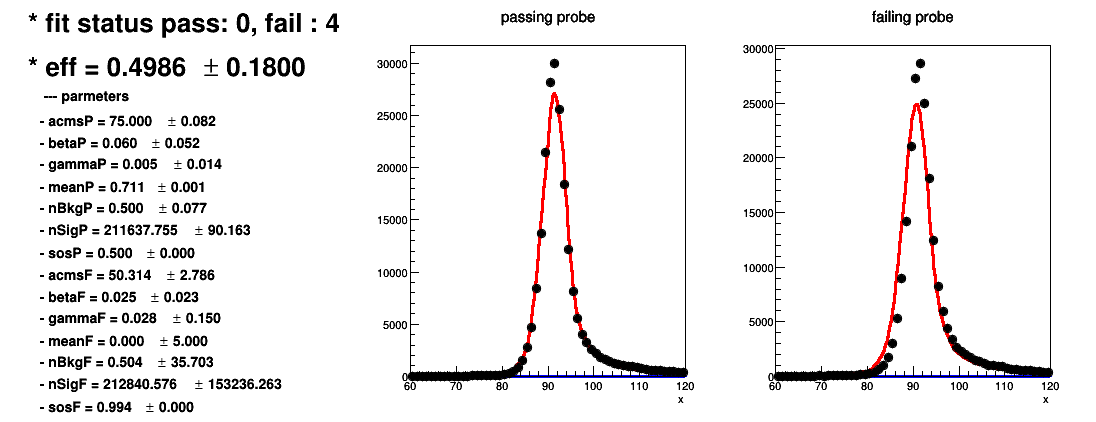 * fit status pass: 0, fail : 4
* eff = 0.4986 ± 0.1800
--- parmeters
- acmsP = 75.000 ± 0.082
- betaP = 0.060 ± 0.052
- gammaP = 0.005 ± 0.014
- meanP = 0.711 ± 0.001
- nBkgP = 0.500 ± 0.077
- nSigP = 211637.755 ± 90.163
- sosP = 0.500 ± 0.000
- acmsF = 50.314 ± 2.786
- betaF = 0.025 ± 0.023
- gammaF = 0.028 ± 0.150
- meanF = 0.000 ± 5.000
- nBkgF = 0.504 ± 35.703
- nSigF = 212840.576 ± 153236.263
- sosF = 0.994 ± 0.000
passing probe
30000
25000
20000
15000
10000
5000
0
60 70 80 90 100 110 120
x
failing probe
30000
25000
20000
15000
10000
5000
0
60 70 80 90 100 110 120
x